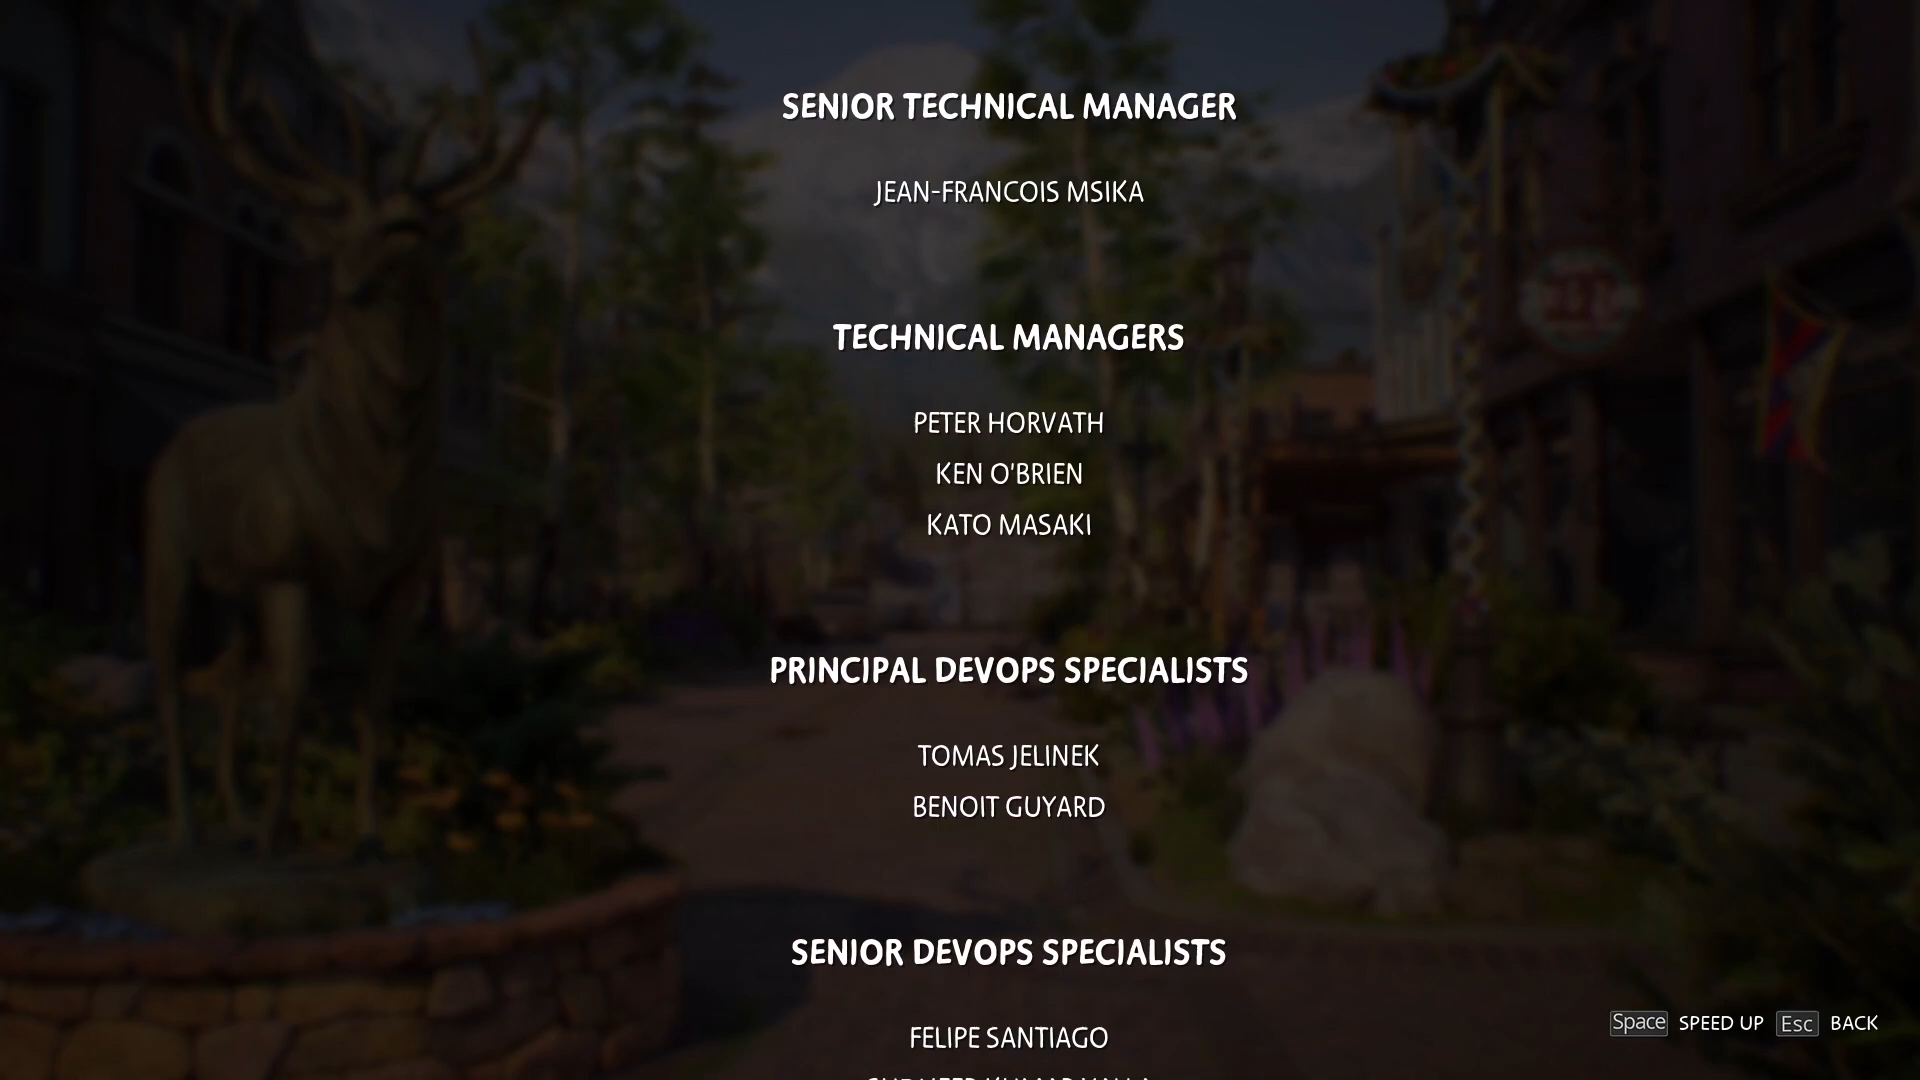 SENIOR TECHNICAL MANAGER
JEAN-FRANCOIS MSIKA
TECHNICAL MANAGERS
PETER HORVATH
KEN O'BRIEN
KATO MASAKI
PRINCIPAL DEVOPS SPECIALISTS
TOMAS JELINEK
BENOIT GUYARD
SENIOR DEVOPS SPECIALISTS
FELIPE SANTIAGO
Space SPEED UP Esc BACK